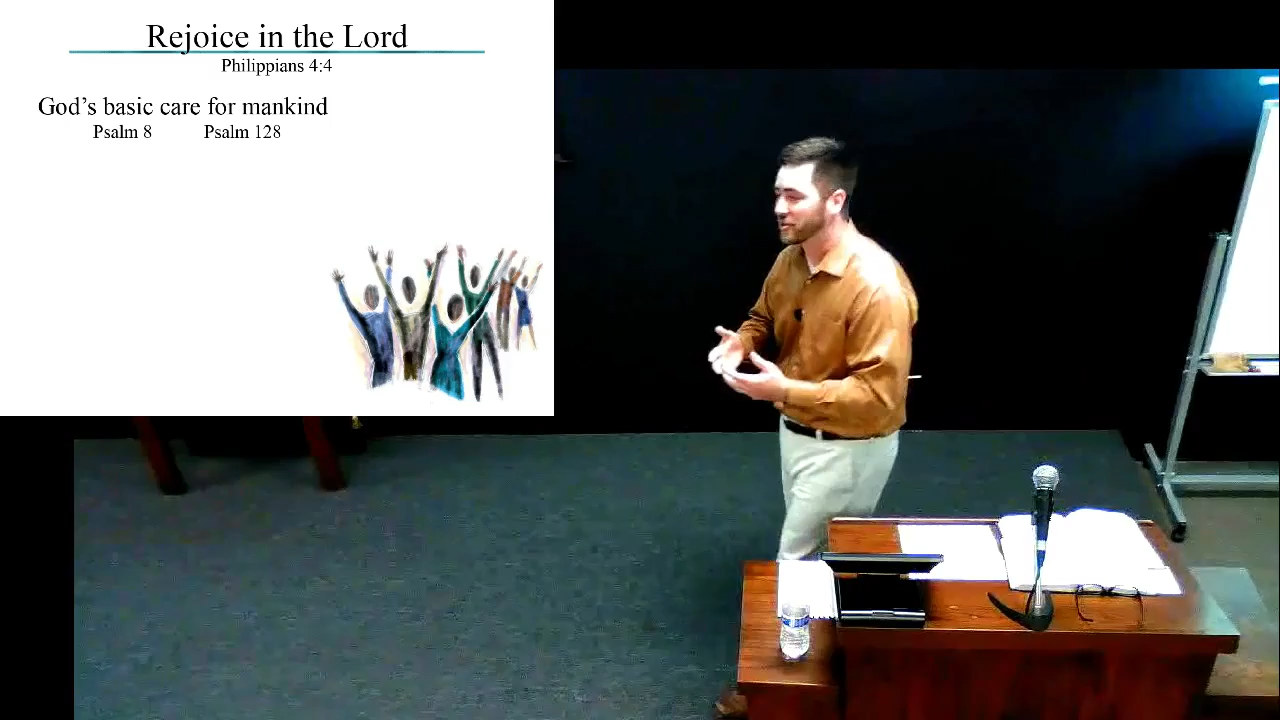 Rejoice in the Lord
Philippians 4:4
God's basic care for mankind
Psalm 8 Psalm 128